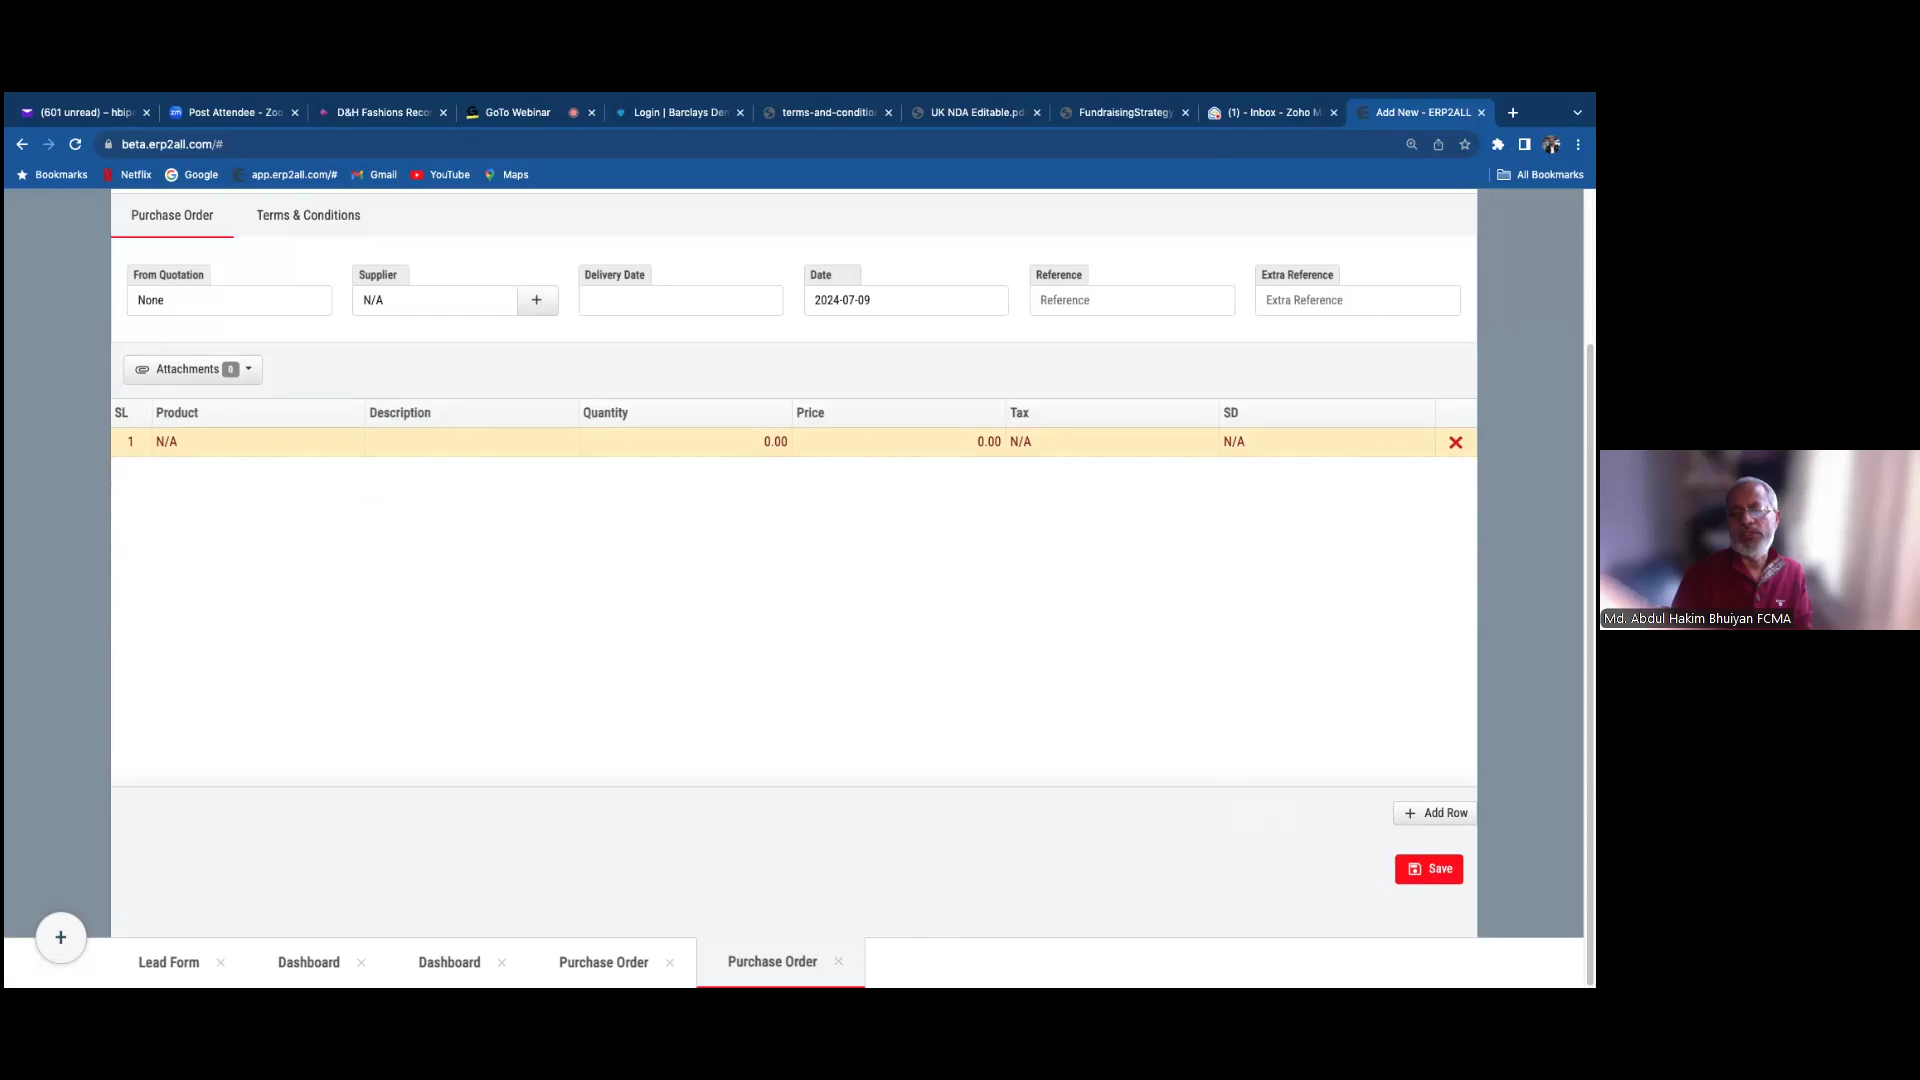 (601 unread) – hbip
Post Attendee - Zoo
D&H Fashions Recor
GoTo Webinar
Login | Barclays Den
terms-and-conditio
UK NDA Editable.pd
FundraisingStrategy
(1) - Inbox - Zoho M
Add New - ERP2ALL
beta.erp2all.com/#
Bookmarks
Netflix
Google
app.erp2all.com/#
Gmail
YouTube
Maps
All Bookmarks
Purchase Order
Terms & Conditions
From Quotation
Supplier
Delivery Date
Date
Reference
Extra Reference
None
N/A
2024-07-09
Reference
Extra Reference
Attachments 0
SL Product Description Quantity Price Tax SD
1 N/A 0.00 0.00 N/A N/A
Md. Abdul Hakim Bhuiyan FCMA
Add Row
Save
Lead Form
Dashboard
Dashboard
Purchase Order
Purchase Order